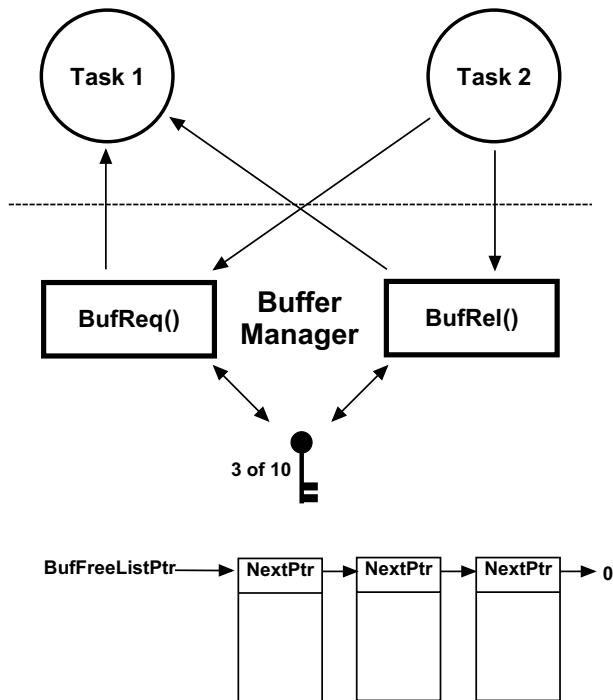 Task 1
Task 2
BufReq()
Buffer
Manager
BufRel()
3 of 10
BufFreeListPtr
NextPtr
NextPtr
NextPtr
0